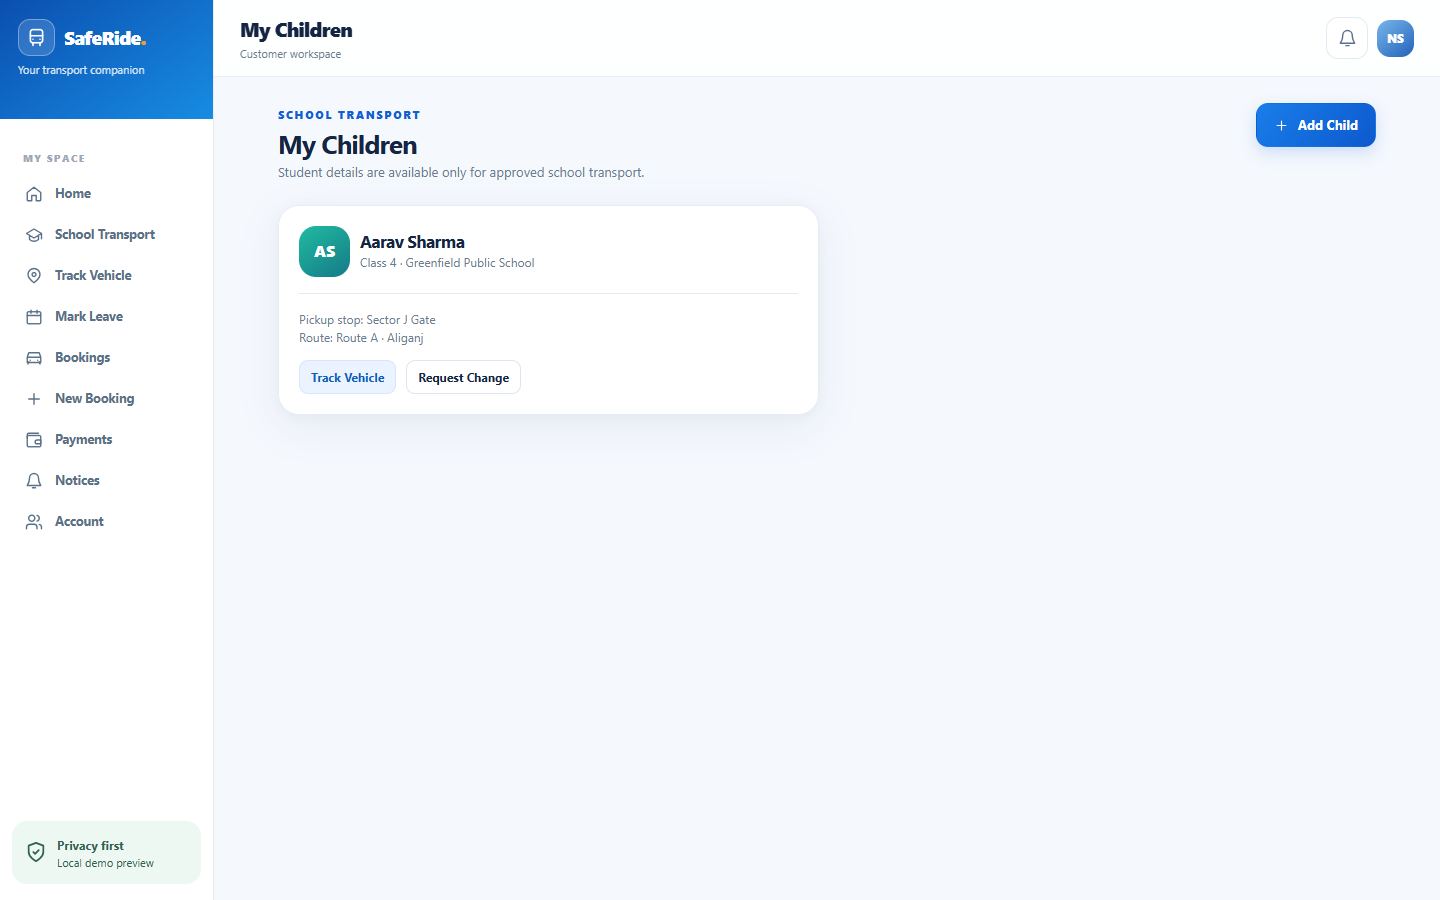 SafeRide.
Your transport companion
MY SPACE
Home
School Transport
Track Vehicle
Mark Leave
Bookings
New Booking
Payments
Notices
Account
Privacy first
Local demo preview
My Children
Customer workspace
NS
SCHOOL TRANSPORT
My Children
Student details are available only for approved school transport.
Add Child
AS
Aarav Sharma
Class 4 · Greenfield Public School
Pickup stop: Sector J Gate
Route: Route A · Aliganj
Track Vehicle
Request Change